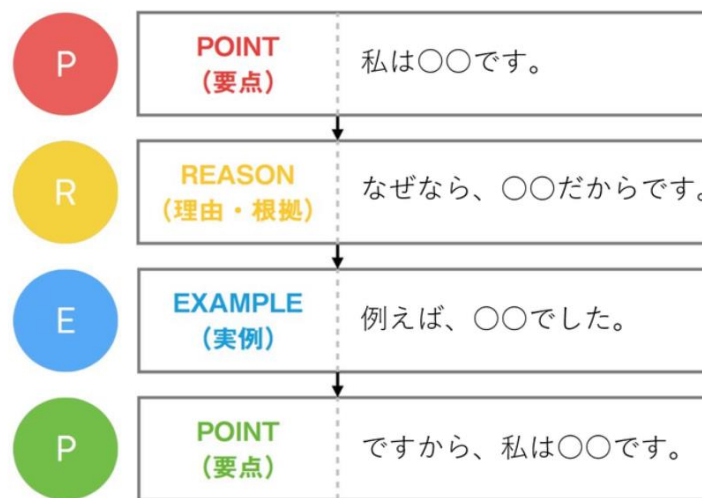 P
POINT
(要点)
私は○○です。
R
REASON
(理由・根拠)
なぜなら、○○だからです。
E
EXAMPLE
(実例)
例えば、○○でした。
P
POINT
(要点)
ですから、私は○○です。